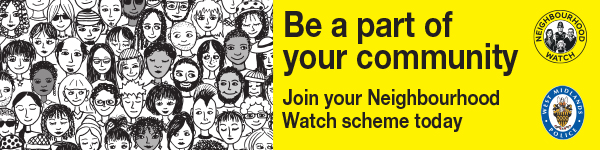 Be a part of
your community
Join your Neighbourhood
Watch scheme today
NEIGHBOURHOOD
WATCH
WEST MIDLANDS
POLICE